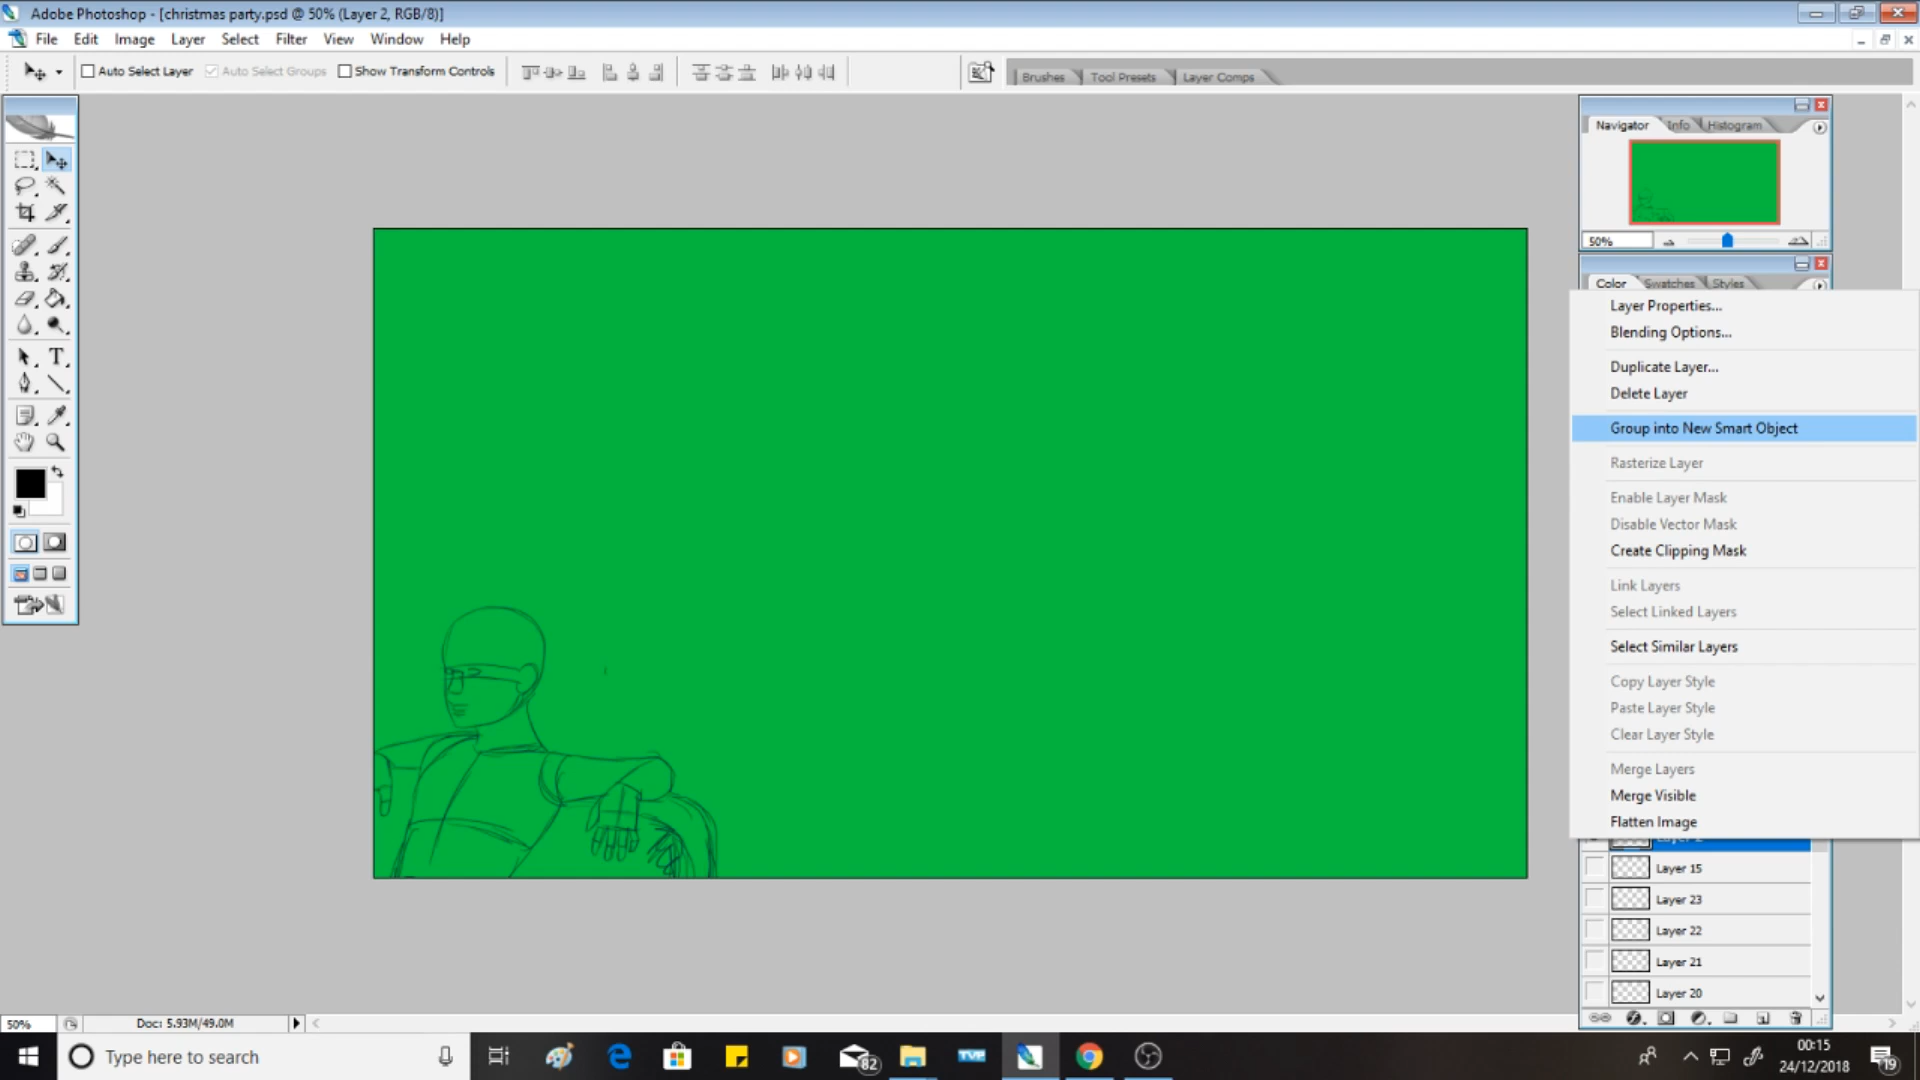 Adobe Photoshop - [christmas party.psd @ 50% (Layer 2, RGB/8)]
File Edit Image Layer Select Filter View Window Help
Auto Select Layer Auto Select Groups Show Transform Controls Brushes Tool Presets Layer Comps
Navigator Info Histogram
50%
Color Swatches Styles
Layer Properties...
Blending Options...
Duplicate Layer...
Delete Layer
Group into New Smart Object
Rasterize Layer
Enable Layer Mask
Disable Vector Mask
Create Clipping Mask
Link Layers
Select Linked Layers
Select Similar Layers
Copy Layer Style
Paste Layer Style
Clear Layer Style
Merge Layers
Merge Visible
Flatten Image
Layer 2
Layer 15
Layer 23
Layer 22
Layer 21
Layer 20
50% Doc: 5.93M/49.0M
Type here to search
82
TVP
00:15
24/12/2018
19